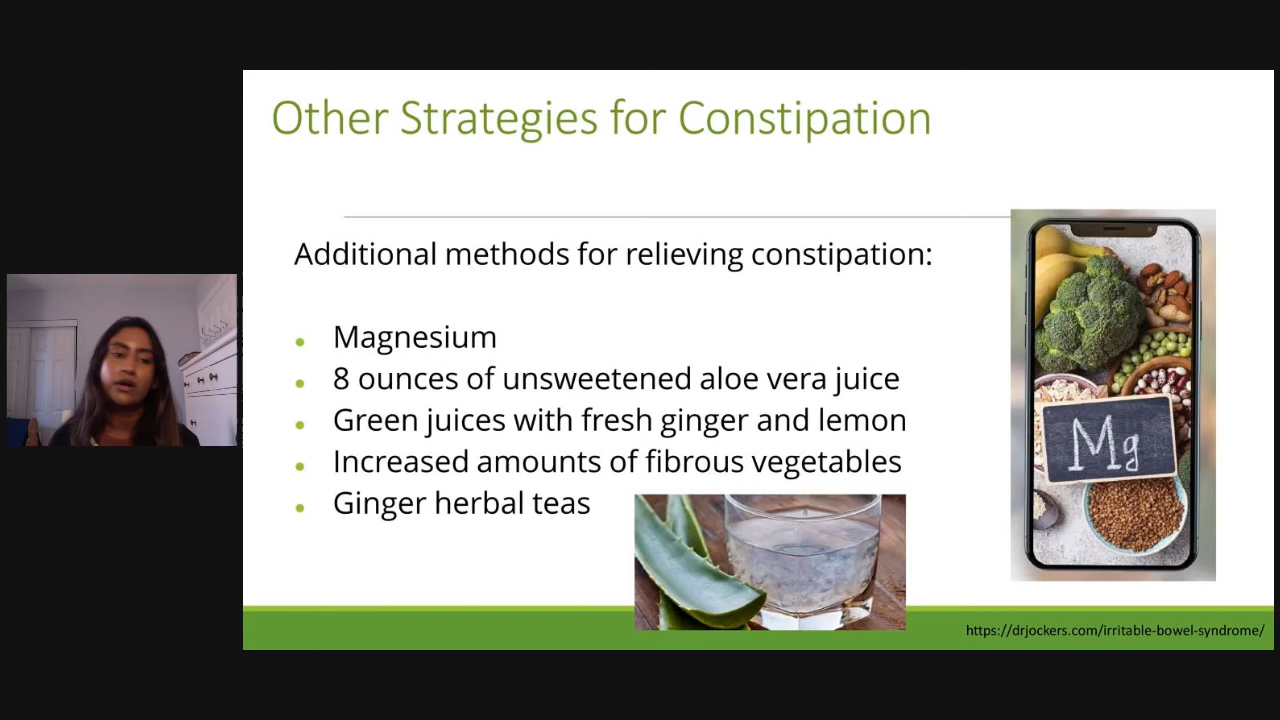 Other Strategies for Constipation
Additional methods for relieving constipation:
Magnesium
8 ounces of unsweetened aloe vera juice
Green juices with fresh ginger and lemon
Increased amounts of fibrous vegetables
Ginger herbal teas
Mg
https://drjockers.com/irritable-bowel-syndrome/